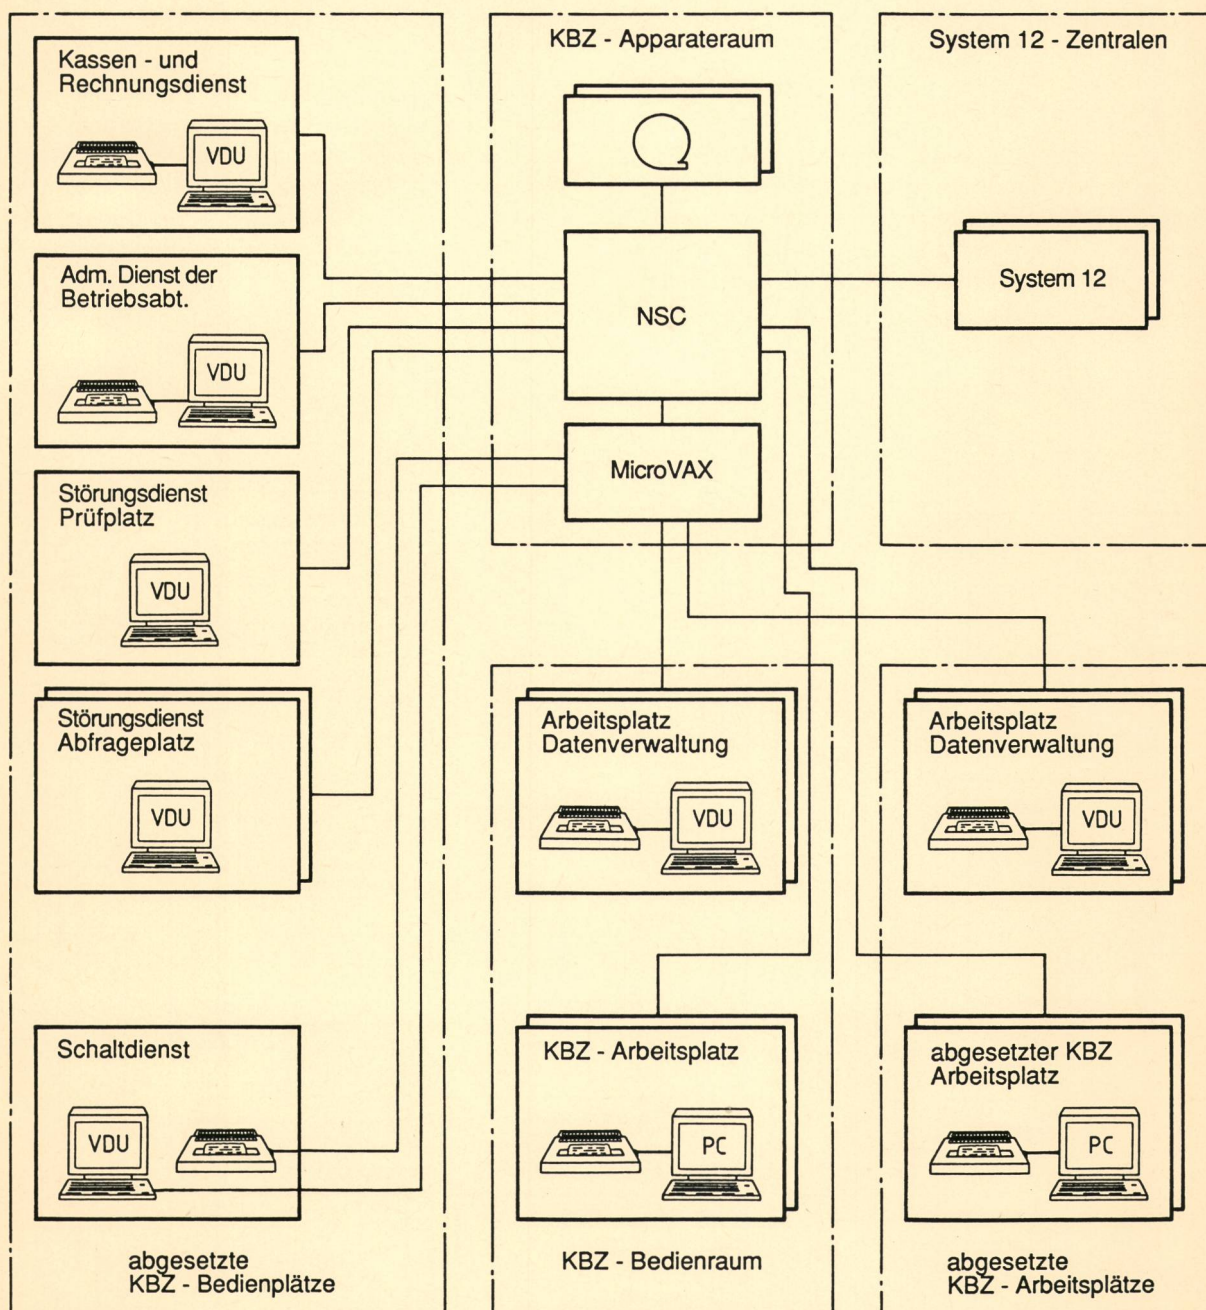 Kassen - und
Rechnungsdienst
VDU
Adm. Dienst der
Betriebsabt.
VDU
Störungsdienst
Prüfplatz
VDU
Störungsdienst
Abfrageplatz
VDU
Schaltdienst
VDU
abgesetzte
KBZ - Bedienplätze
KBZ - Apparateraum
NSC
MicroVAX
Arbeitsplatz
Datenverwaltung
VDU
KBZ - Arbeitsplatz
PC
KBZ - Bedienraum
System 12 - Zentralen
System 12
Arbeitsplatz
Datenverwaltung
VDU
abgesetzter KBZ
Arbeitsplatz
PC
abgesetzte
KBZ - Arbeitsplätze